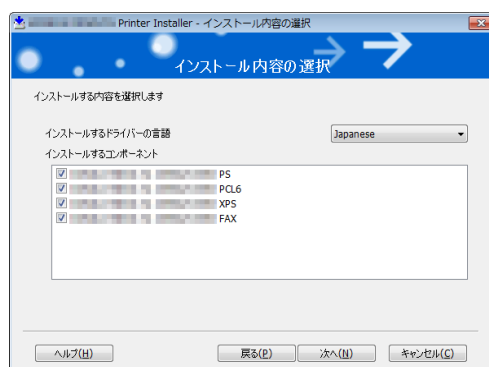 Printer Installer - インストール内容の選択
インストール内容の選択
インストールする内容を選択します
インストールするドライバーの言語 Japanese
インストールするコンポーネント
PS
PCL6
XPS
FAX
ヘルプ(H) 戻る(P) 次へ(N) キャンセル(C)